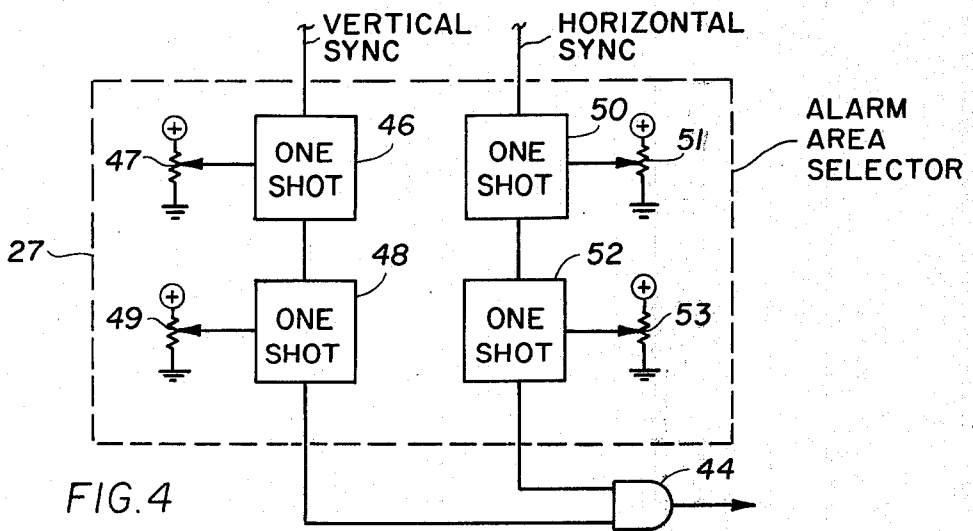 VERTICAL
SYNC
HORIZONTAL
SYNC
ALARM
AREA
SELECTOR
47
ONE
SHOT
46
ONE
SHOT
50
51
27
49
ONE
SHOT
48
ONE
SHOT
52
53
44
FIG.4